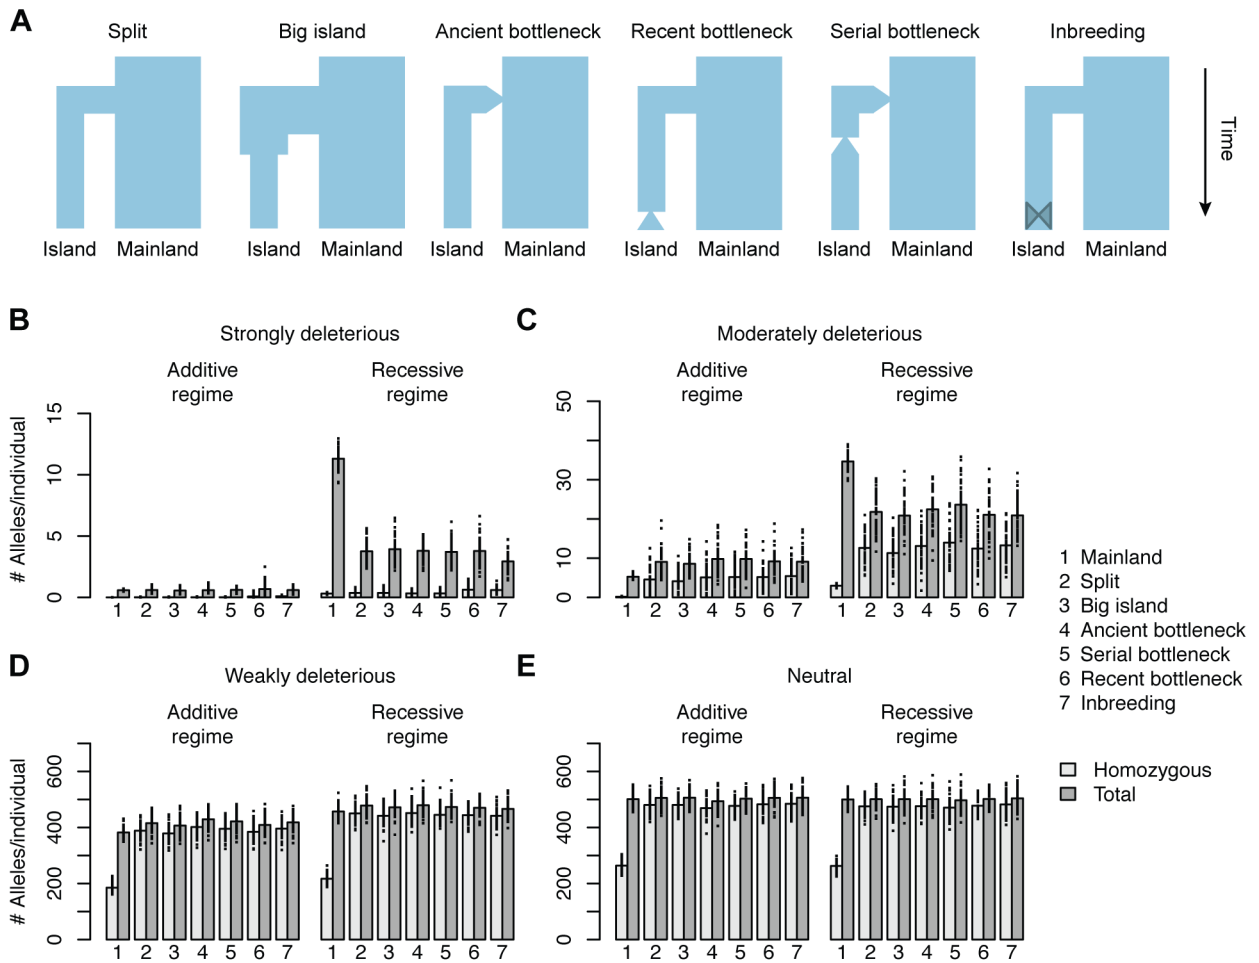 A
Split
Big island
Ancient bottleneck
Recent bottleneck
Serial bottleneck
Inbreeding
Time
Island Mainland
Island Mainland
Island Mainland
Island Mainland
Island Mainland
Island Mainland
B
Strongly deleterious
Additive
regime
Recessive
regime
# Alleles/individual
15
10
5
0
1 2 3 4 5 6 7
1 2 3 4 5 6 7
C
Moderately deleterious
Additive
regime
Recessive
regime
50
30
10
0
1 2 3 4 5 6 7
1 2 3 4 5 6 7
1 Mainland
2 Split
3 Big island
4 Ancient bottleneck
5 Serial bottleneck
6 Recent bottleneck
7 Inbreeding
D
Weakly deleterious
Additive
regime
Recessive
regime
# Alleles/individual
600
400
200
0
1 2 3 4 5 6 7
1 2 3 4 5 6 7
E
Neutral
Additive
regime
Recessive
regime
600
400
200
0
1 2 3 4 5 6 7
1 2 3 4 5 6 7
Homozygous
Total